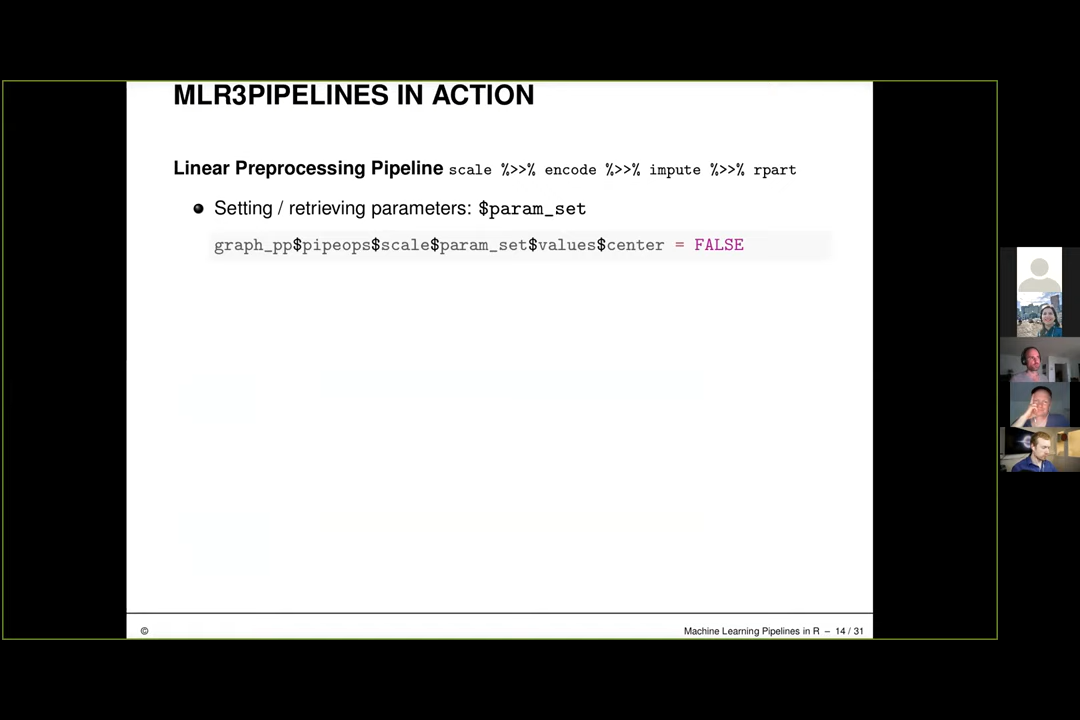 MLR3PIPELINES IN ACTION
Linear Preprocessing Pipeline scale %>>% encode %>>% impute %>>% rpart
Setting / retrieving parameters: $param_set
graph_pp$pipeops$scale$param_set$values$center = FALSE
© Machine Learning Pipelines in R – 14 / 31